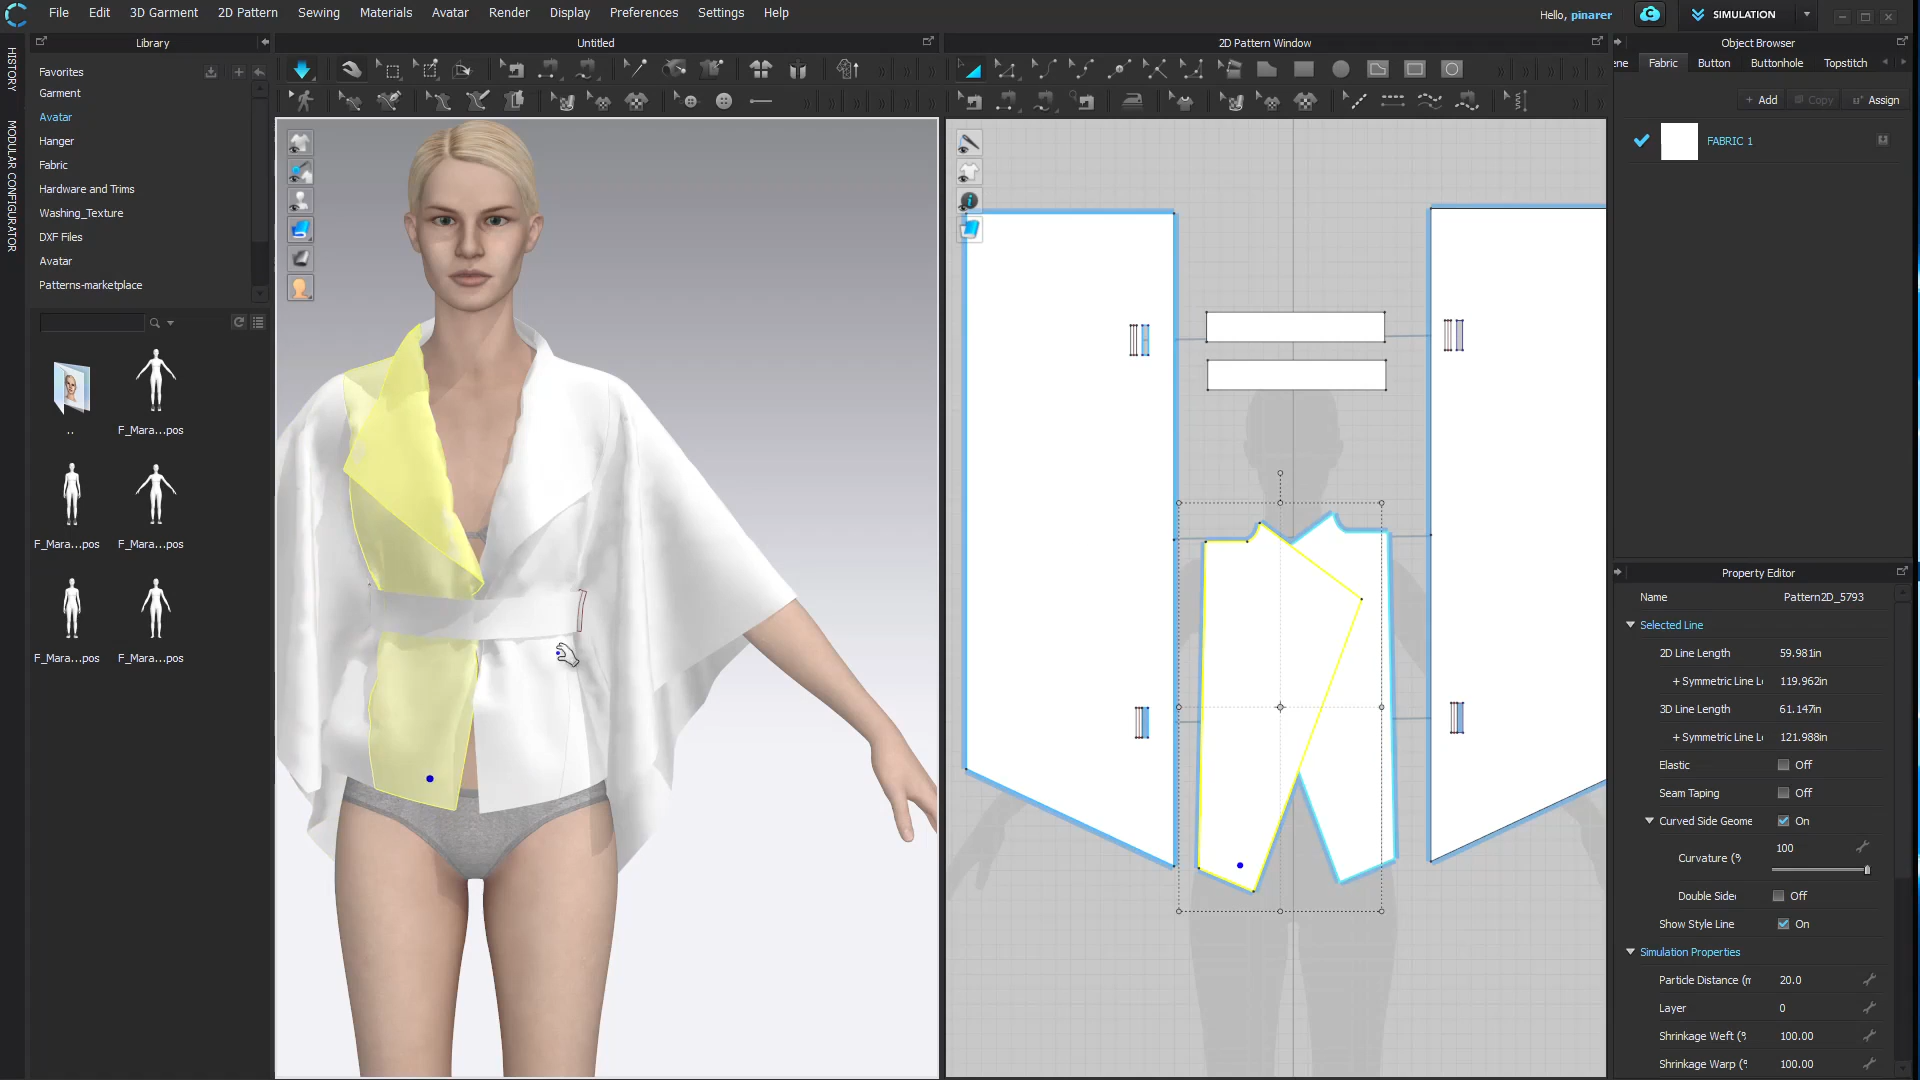 File Edit 3D Garment 2D Pattern Sewing Materials Avatar Render Display Preferences Settings Help
Hello, pinarer
SIMULATION
HISTORY
MODULAR CONFIGURATOR
Library
Favorites
Garment
Avatar
Hanger
Fabric
Hardware and Trims
Washing_Texture
DXF Files
Avatar
Patterns-marketplace
..
F_Mara...pos
F_Mara...pos
F_Mara...pos
F_Mara...pos
F_Mara...pos
Untitled
2D Pattern Window
Object Browser
ene Fabric Button Buttonhole Topstitch
+ Add Copy Assign
FABRIC 1
Property Editor
Name Pattern2D_5793
Selected Line
2D Line Length 59.981in
+ Symmetric Line L 119.962in
3D Line Length 61.147in
+ Symmetric Line L 121.988in
Elastic Off
Seam Taping Off
Curved Side Geome On
Curvature (% 100
Double Side Off
Show Style Line On
Simulation Properties
Particle Distance (m 20.0
Layer 0
Shrinkage Weft (% 100.00
Shrinkage Warp (% 100.00